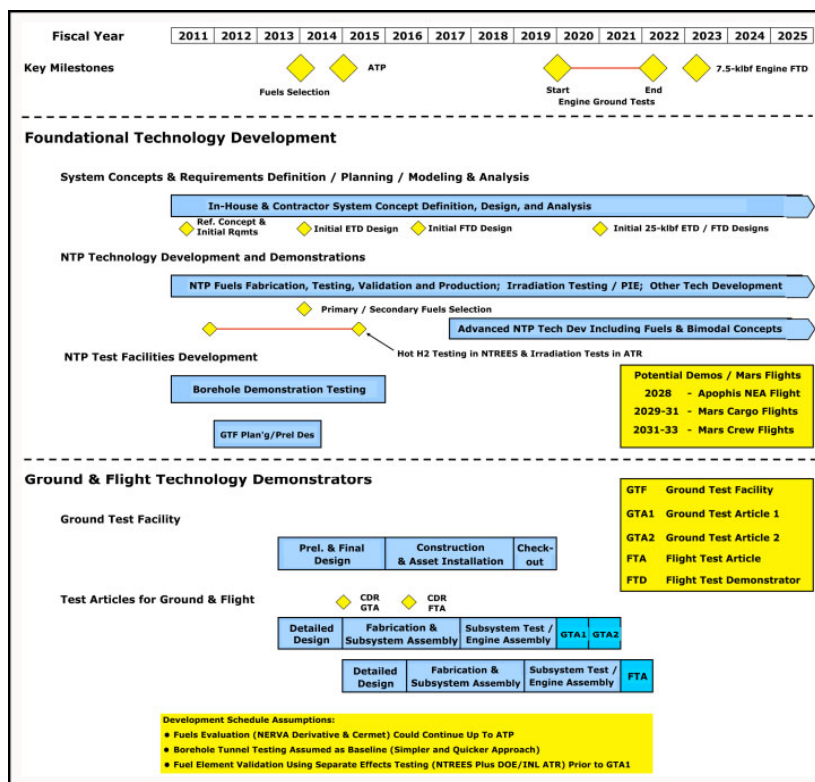 Fiscal Year 2011 2012 2013 2014 2015 2016 2017 2018 2019 2020 2021 2022 2023 2024 2025
Key Milestones
ATP
7.5-klbf Engine FTD
Fuels Selection
Start
End
Engine Ground Tests
Foundational Technology Development
System Concepts & Requirements Definition / Planning / Modeling & Analysis
In-House & Contractor System Concept Definition, Design, and Analysis
Ref. Concept &
Initial Rqmts
Initial ETD Design
Initial FTD Design
Initial 25-klbf ETD / FTD Designs
NTP Technology Development and Demonstrations
NTP Fuels Fabrication, Testing, Validation and Production; Irradiation Testing / PIE; Other Tech Development
Primary / Secondary Fuels Selection
Advanced NTP Tech Dev Including Fuels & Bimodal Concepts
Hot H2 Testing in NTREES & Irradiation Tests in ATR
NTP Test Facilities Development
Borehole Demonstration Testing
GTF Plan'g/Prel Des
Potential Demos / Mars Flights
2028 - Apophis NEA Flight
2029-31 - Mars Cargo Flights
2031-33 - Mars Crew Flights
Ground & Flight Technology Demonstrators
GTF Ground Test Facility
GTA1 Ground Test Article 1
GTA2 Ground Test Article 2
FTA Flight Test Article
FTD Flight Test Demonstrator
Ground Test Facility
Prel. & Final
Design
Construction
& Asset Installation
Check-
out
Test Articles for Ground & Flight
CDR
GTA
CDR
FTA
Detailed
Design
Fabrication &
Subsystem Assembly
Subsystem Test /
Engine Assembly
GTA1
GTA2
Detailed
Design
Fabrication &
Subsystem Assembly
Subsystem Test /
Engine Assembly
FTA
Development Schedule Assumptions:
• Fuels Evaluation (NERVA Derivative & Cermet) Could Continue Up To ATP
• Borehole Tunnel Testing Assumed as Baseline (Simpler and Quicker Approach)
• Fuel Element Validation Using Separate Effects Testing (NTREES Plus DOE/INL ATR) Prior to GTA1